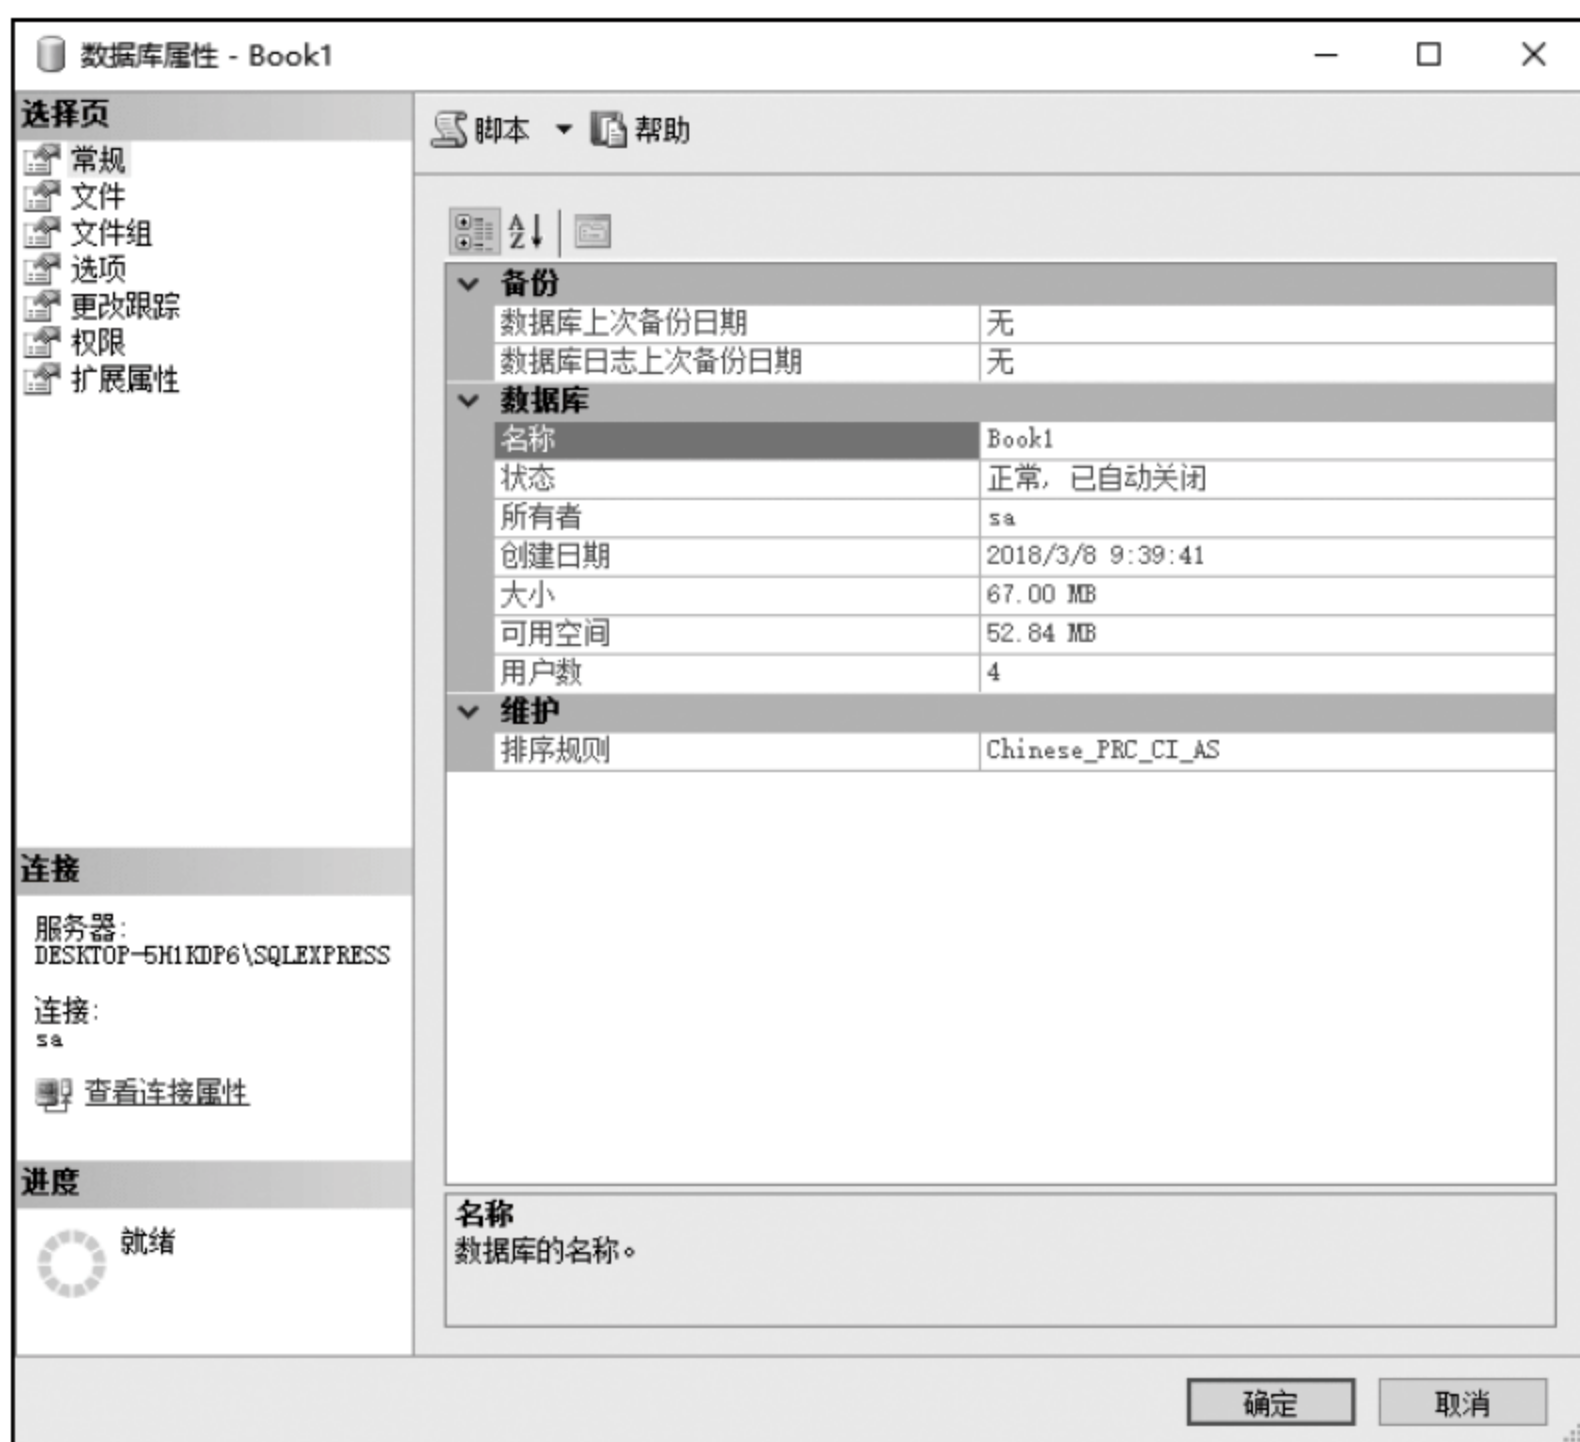 数据库属性 - Book1
选择页
常规
文件
文件组
选项
更改跟踪
权限
扩展属性
连接
服务器:
DESKTOP-5H1KDP6\SQLEXPRESS
连接:
sa
查看连接属性
进度
就绪
脚本 帮助
备份
数据库上次备份日期 无
数据库日志上次备份日期 无
数据库
名称 Book1
状态 正常, 已自动关闭
所有者 sa
创建日期 2018/3/8 9:39:41
大小 67.00 MB
可用空间 52.84 MB
用户数 4
维护
排序规则 Chinese_PRC_CI_AS
名称
数据库的名称。
确定 取消